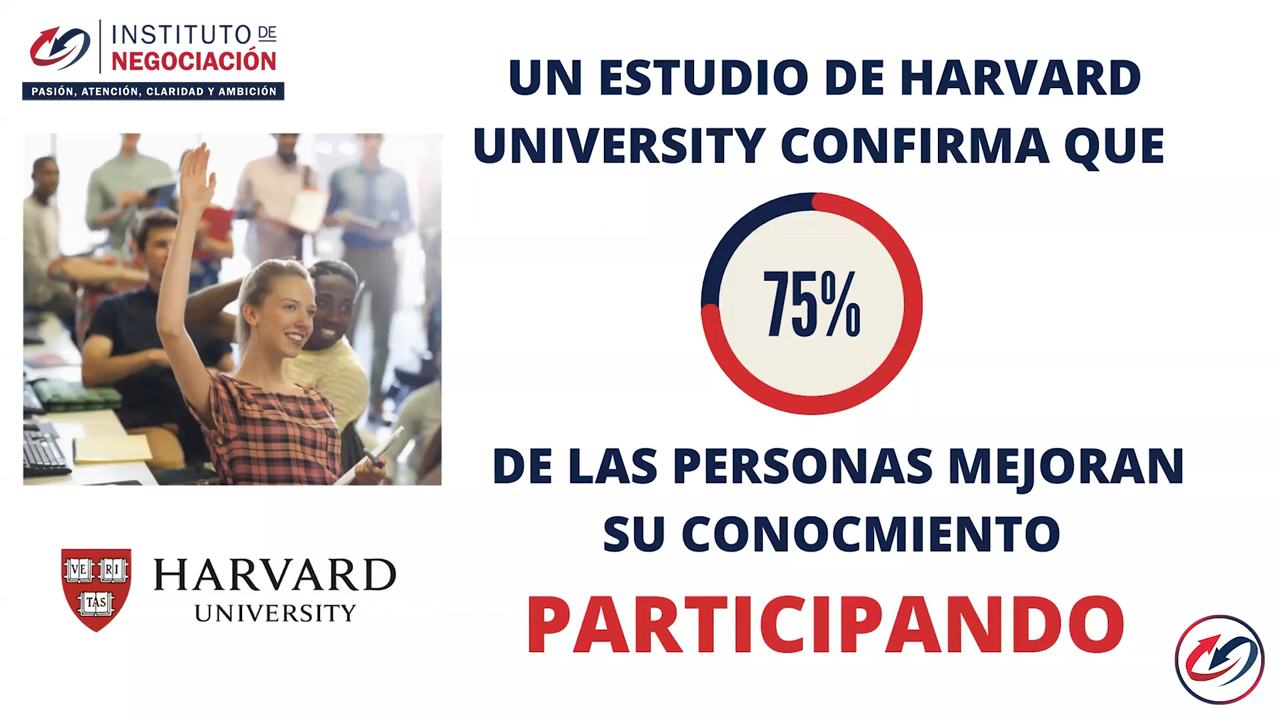 INSTITUTO DE
NEGOCIACIÓN
PASIÓN, ATENCIÓN, CLARIDAD Y AMBICIÓN
UN ESTUDIO DE HARVARD
UNIVERSITY CONFIRMA QUE
75%
DE LAS PERSONAS MEJORAN
SU CONOCMIENTO
PARTICIPANDO
VE RI
TAS
HARVARD
UNIVERSITY